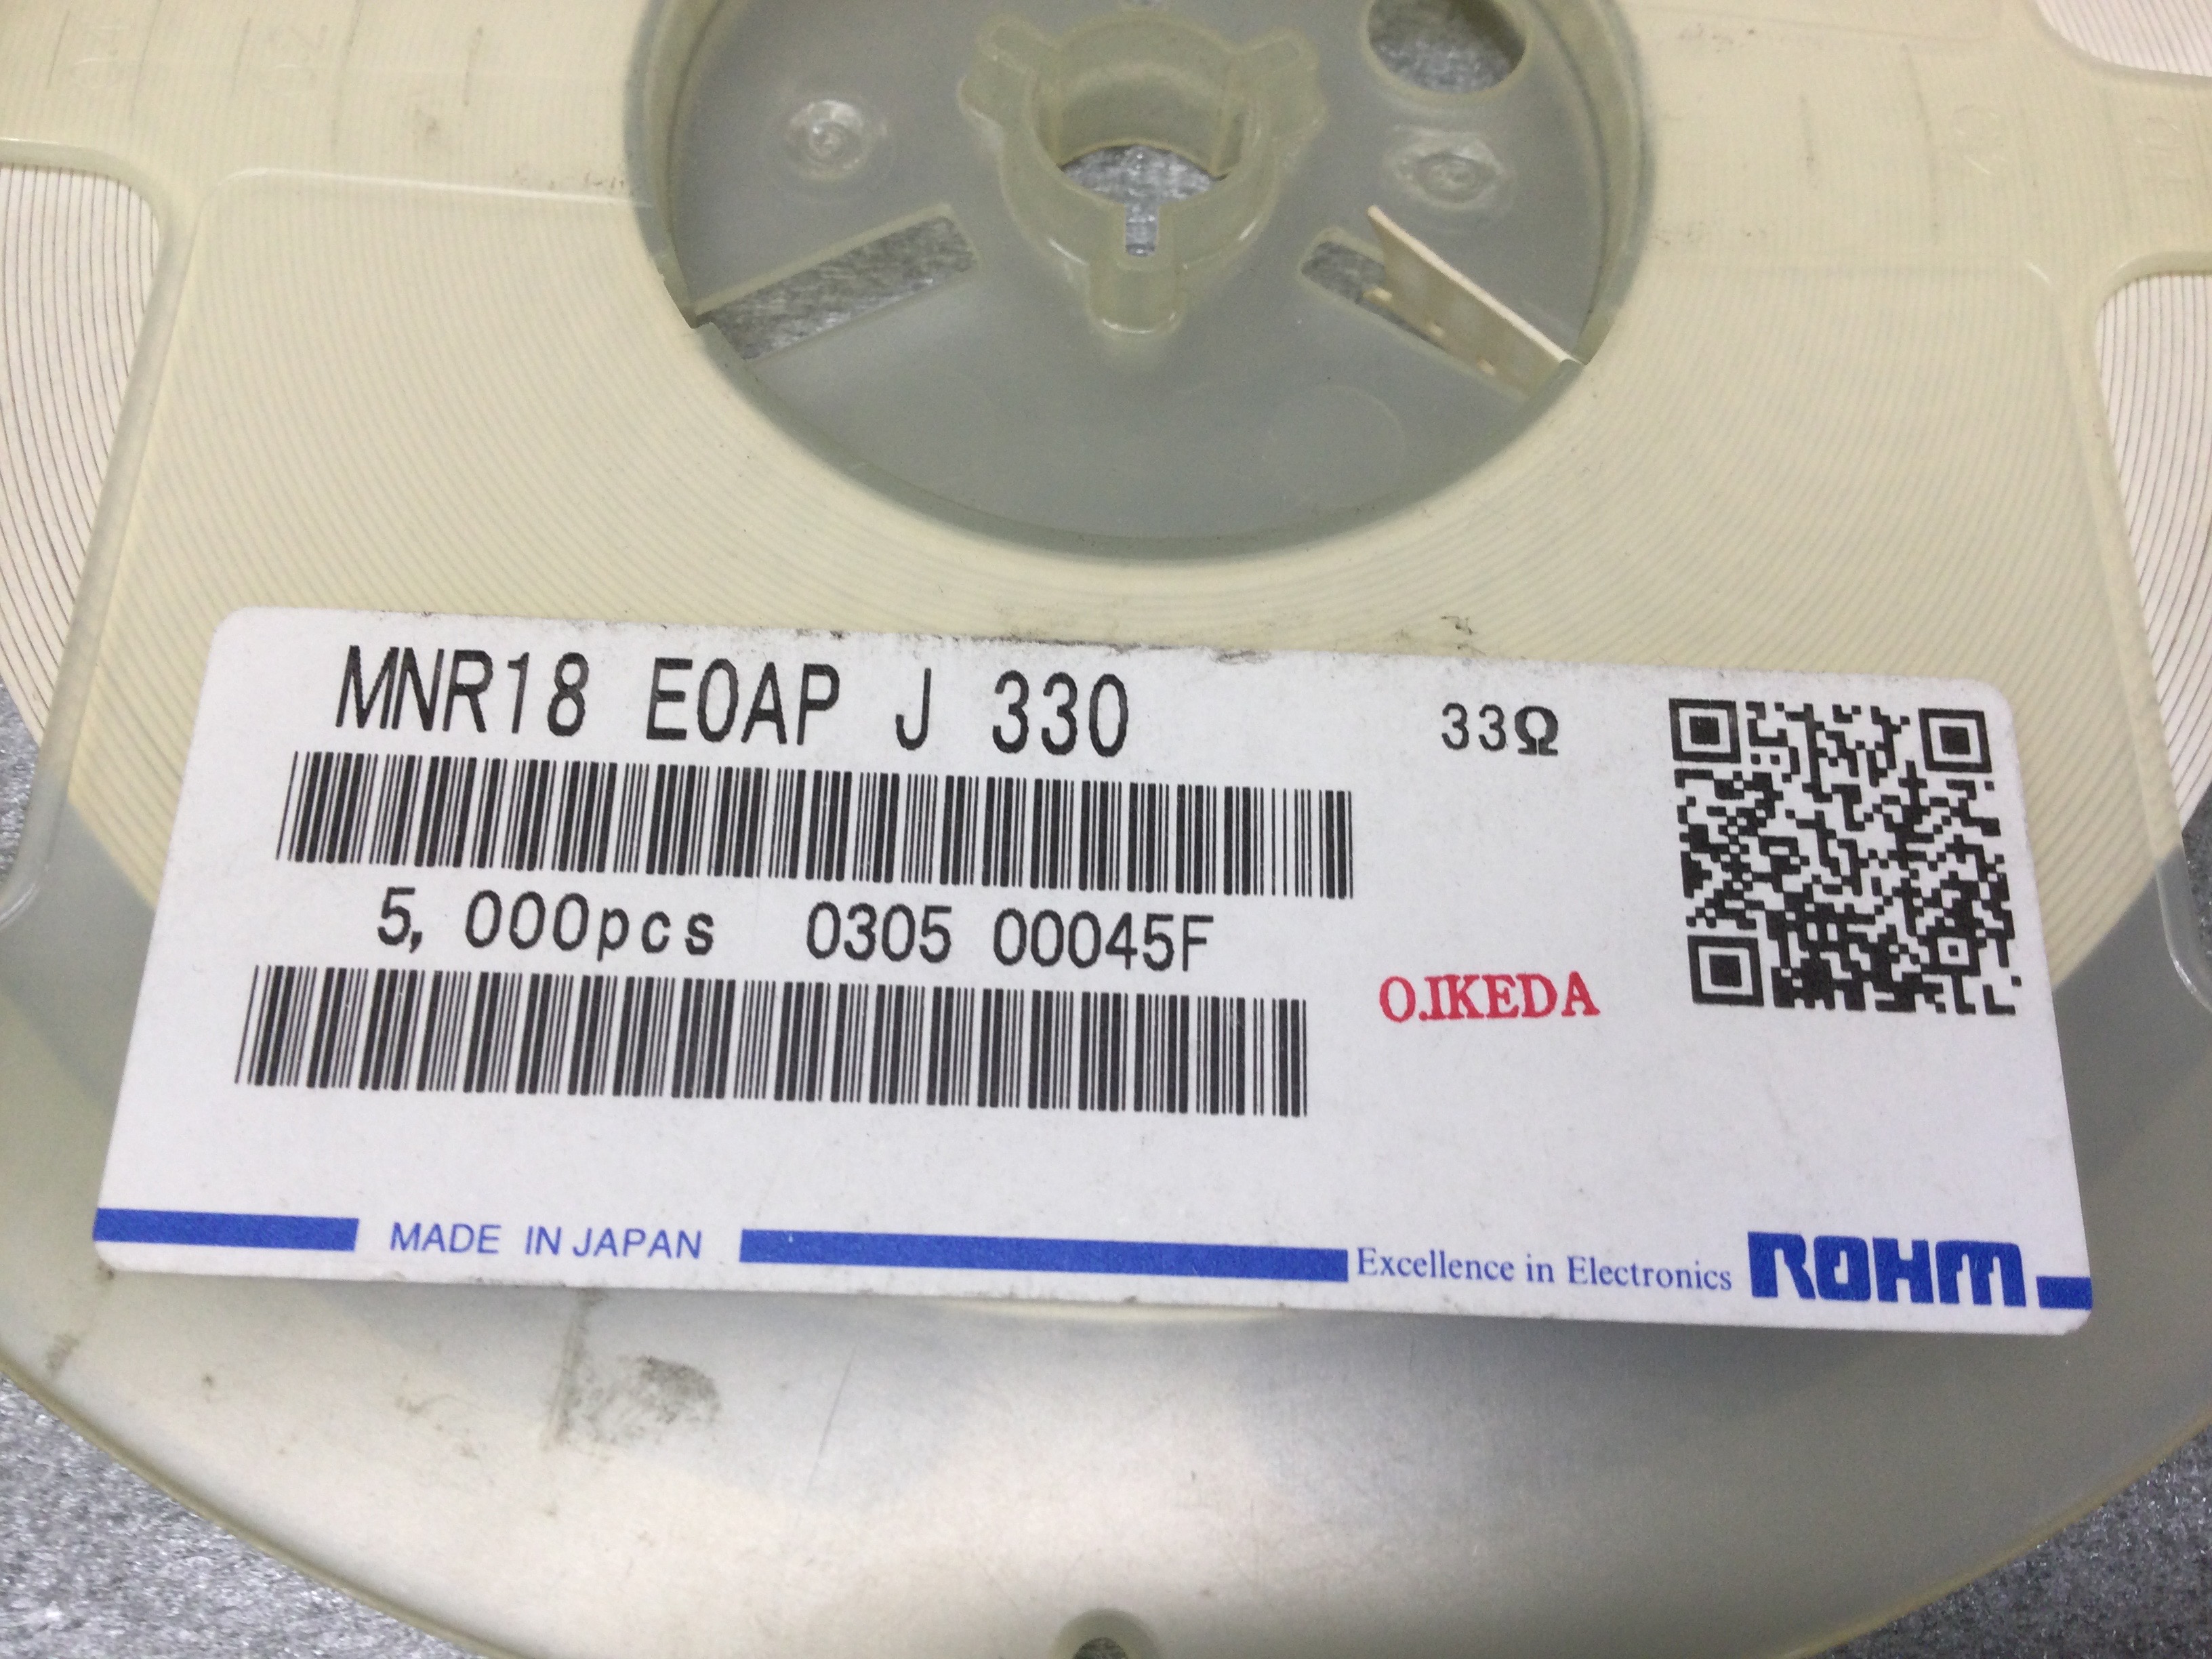 MNR18 E0AP J 330
33Ω
5,000pcs 0305 00045F
O.IKEDA
MADE IN JAPAN
Excellence in Electronics ROHM